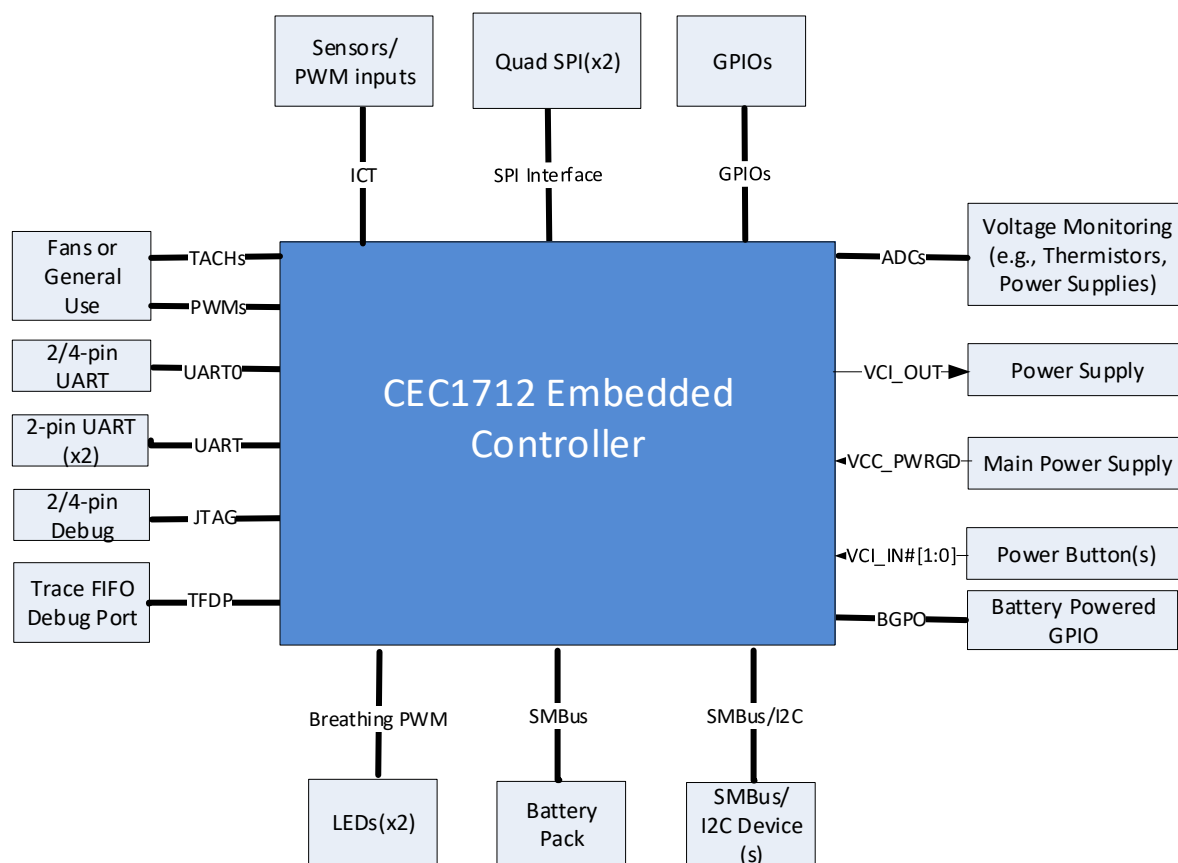 Sensors/
PWM inputs
Quad SPI(x2)
GPIOs
ICT
SPI Interface
GPIOs
Fans or
General
Use
TACHs
PWMs
2/4-pin
UART
UART0
2-pin UART
(x2)
UART
2/4-pin
Debug
JTAG
Trace FIFO
Debug Port
TFDP
CEC1712 Embedded
Controller
ADCs
Voltage Monitoring
(e.g., Thermistors,
Power Supplies)
VCI_OUT
Power Supply
VCC_PWRGD
Main Power Supply
VCI_IN#[1:0]
Power Button(s)
BGPO
Battery Powered
GPIO
Breathing PWM
SMBus
SMBus/I2C
LEDs(x2)
Battery
Pack
SMBus/
I2C Device
(s)